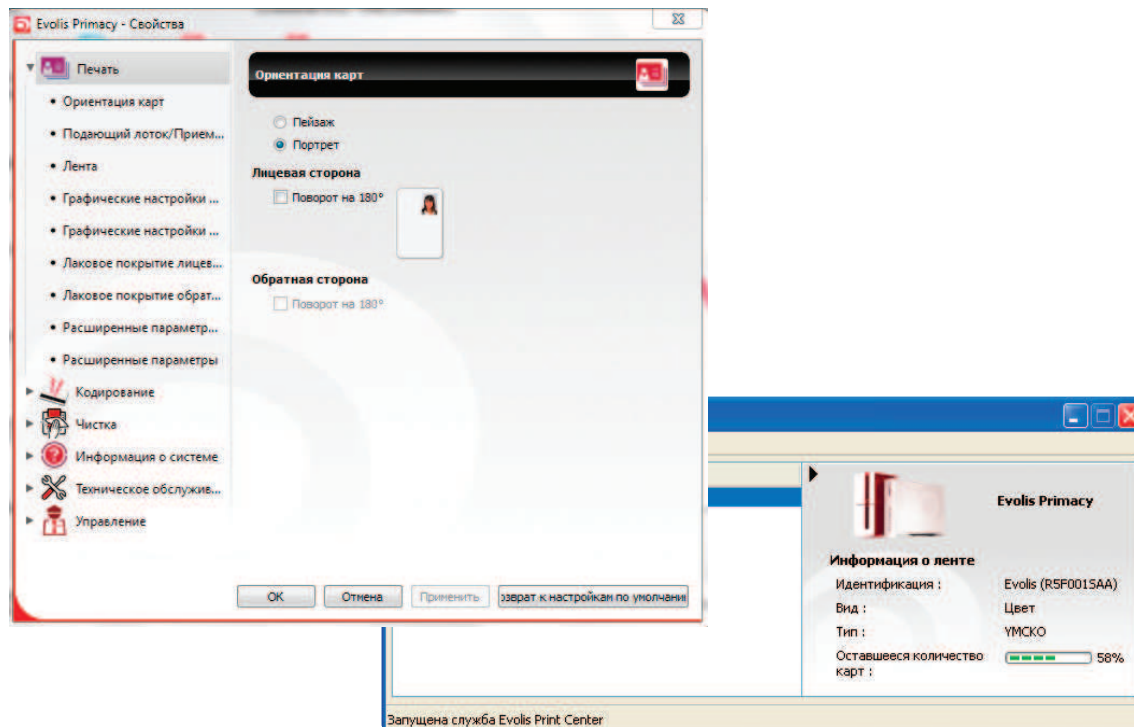 Evolis Primacy - Свойства
Печать
• Ориентация карт
• Подающий лоток/Прием...
• Лента
• Графические настройки ...
• Графические настройки ...
• Лаковое покрытие лицев...
• Лаковое покрытие обрат...
• Расширенные параметр...
• Расширенные параметры
Кодирование
Чистка
Информация о системе
Техническое обслужив...
Управление
Ориентация карт
Пейзаж
Портрет
Лицевая сторона
Поворот на 180°
Обратная сторона
Поворот на 180°
ОК
Отмена
Применить
озврат к настройкам по умолчани
Evolis Primacy
Информация о ленте
Идентификация : Evolis (R5F001SAA)
Вид : Цвет
Тип : YMCKO
Оставшееся количество
карт : 58%
Запущена служба Evolis Print Center